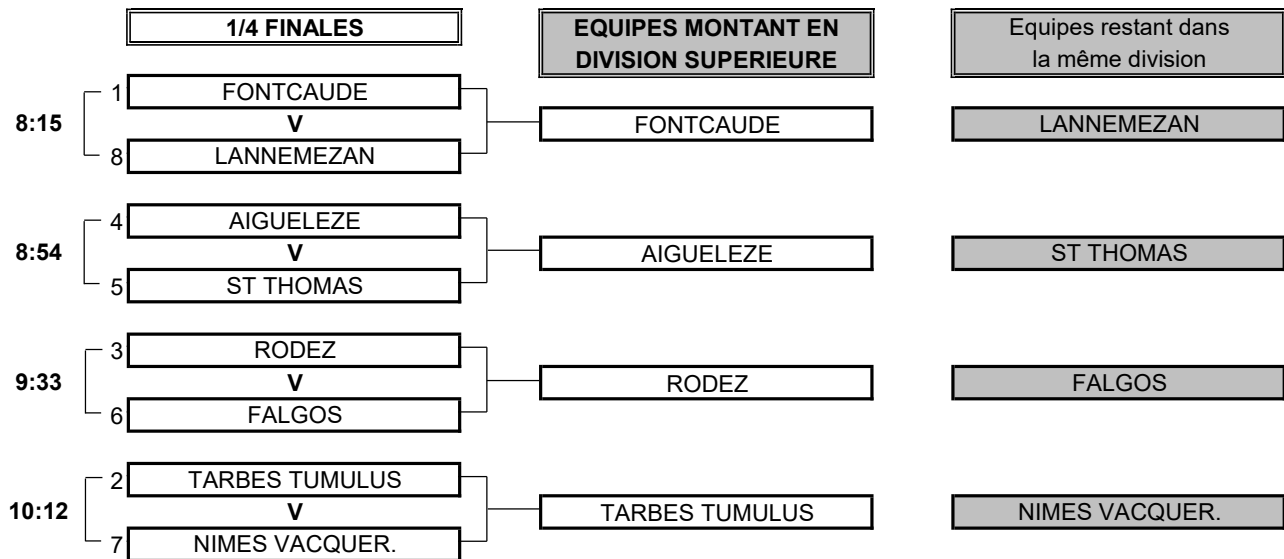 1/4 FINALES
EQUIPES MONTANT EN
DIVISION SUPERIEURE
Equipes restant dans
la même division
8:15
1 FONTCAUDE
V
8 LANNEMEZAN
FONTCAUDE
LANNEMEZAN
8:54
4 AIGUELEZE
V
5 ST THOMAS
AIGUELEZE
ST THOMAS
9:33
3 RODEZ
V
6 FALGOS
RODEZ
FALGOS
10:12
2 TARBES TUMULUS
V
7 NIMES VACQUER.
TARBES TUMULUS
NIMES VACQUER.